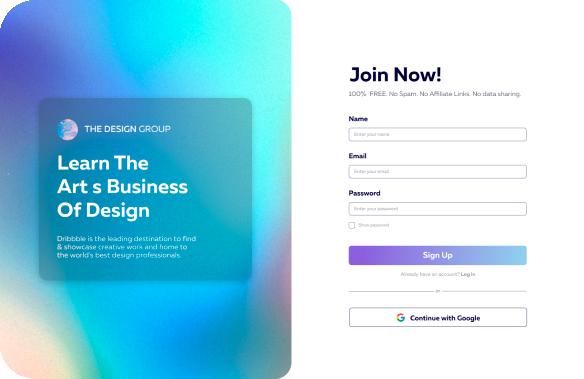 THE DESIGN GROUP
Learn The
Art s Business
Of Design
Dribbble is the leading destination to find
& showcase creative work and home to
the world's best design professionals.
Join Now!
100% FREE. No Spam. No Affiliate Links. No data sharing.
Name
Enter your name
Email
Enter your email
Password
Enter your password
Show password
Sign Up
Already have an account? Log In
or
Continue with Google